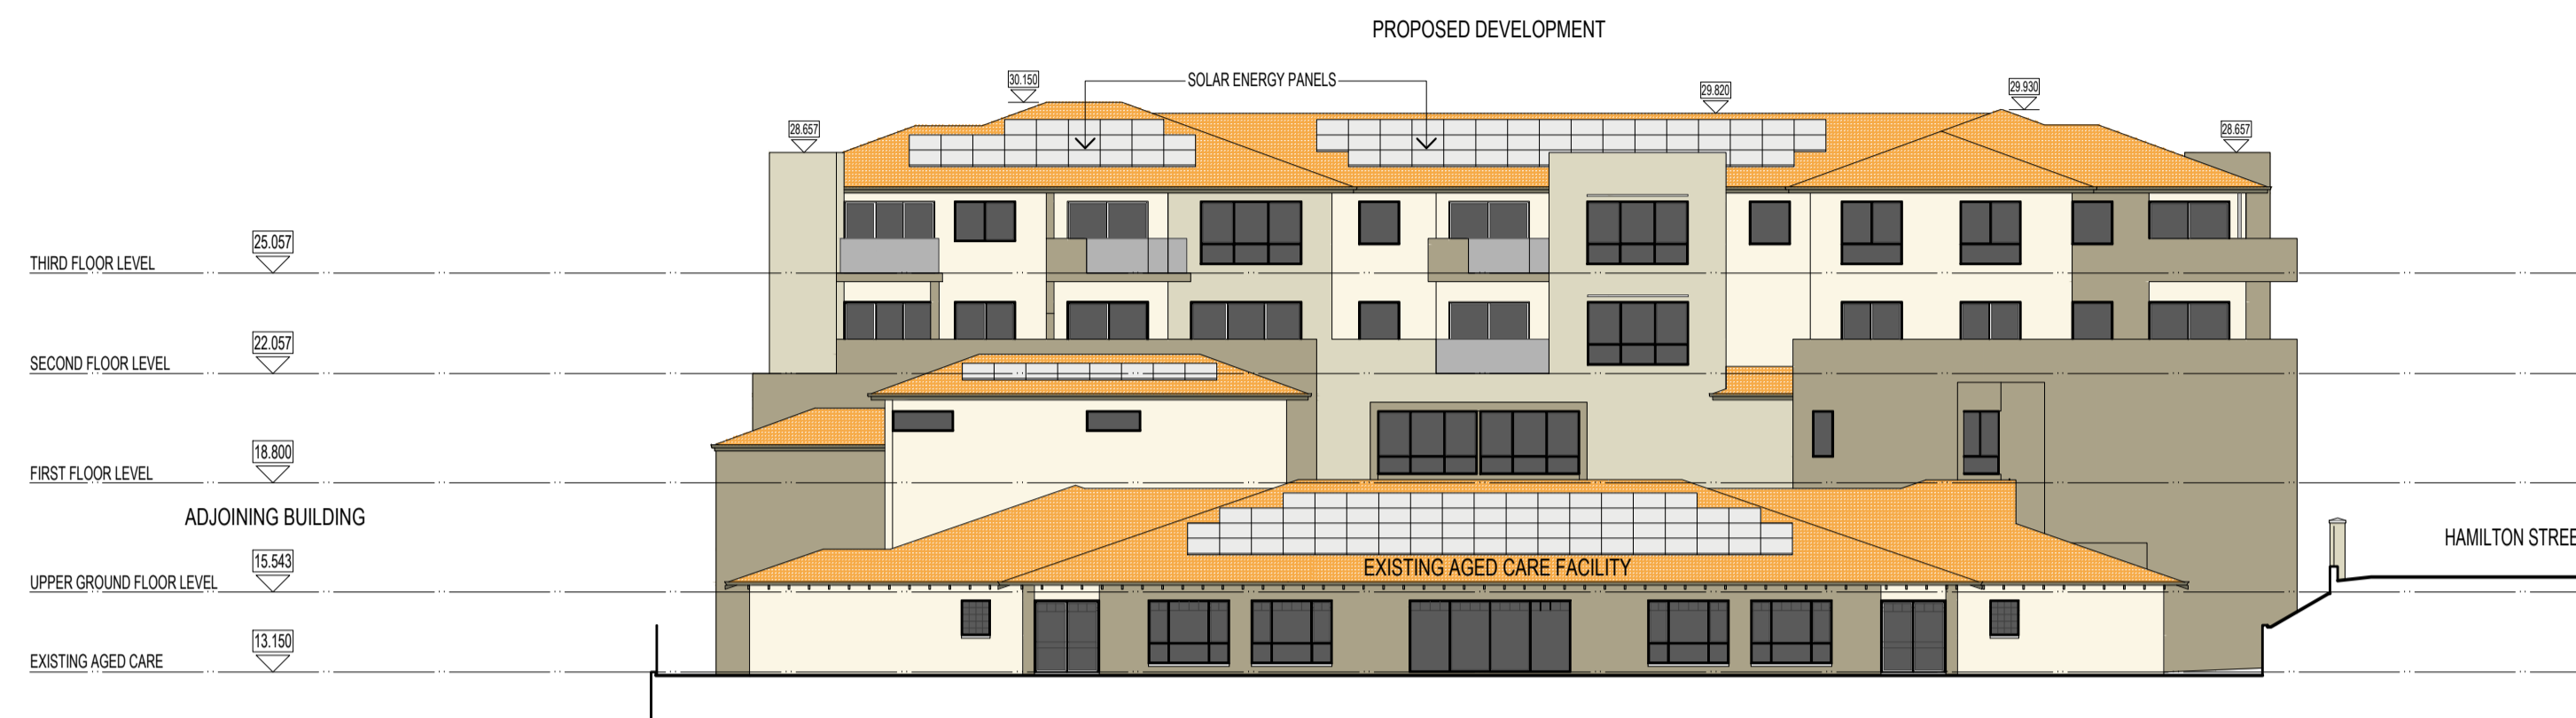 PROPOSED DEVELOPMENT
30.150
SOLAR ENERGY PANELS
29.820
29.930
28.657
28.657
25.057
THIRD FLOOR LEVEL
22.057
SECOND FLOOR LEVEL
18.800
FIRST FLOOR LEVEL
ADJOINING BUILDING
HAMILTON STREE
15.543
UPPER GROUND FLOOR LEVEL
EXISTING AGED CARE FACILITY
13.150
EXISTING AGED CARE